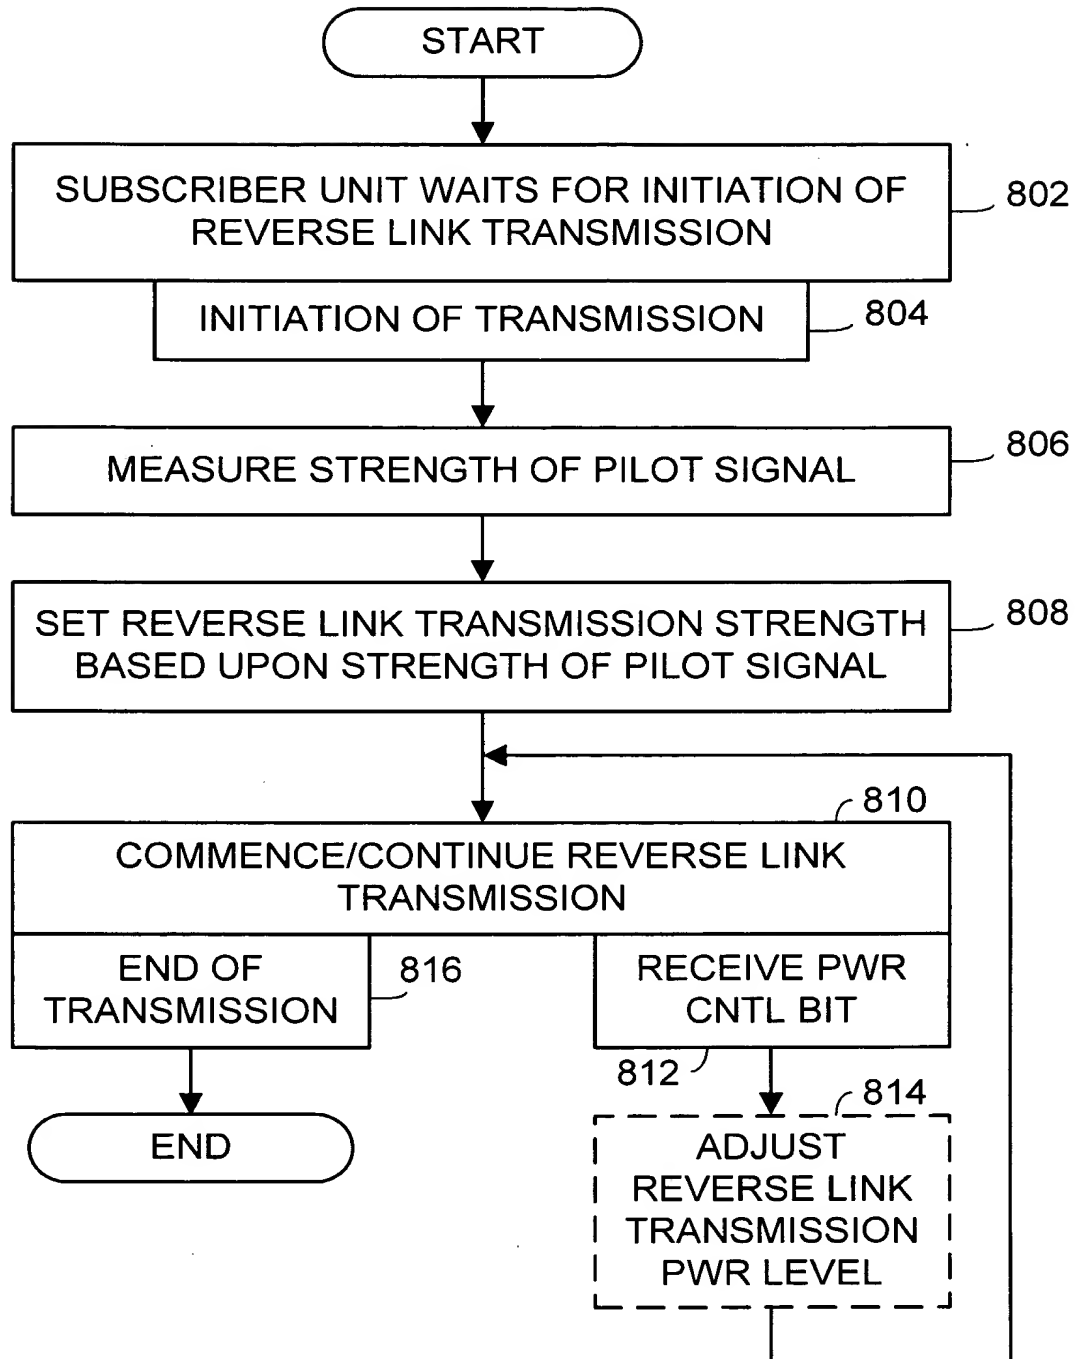 START
SUBSCRIBER UNIT WAITS FOR INITIATION OF
REVERSE LINK TRANSMISSION
802
INITIATION OF TRANSMISSION
804
MEASURE STRENGTH OF PILOT SIGNAL
806
SET REVERSE LINK TRANSMISSION STRENGTH
BASED UPON STRENGTH OF PILOT SIGNAL
808
810
COMMENCE/CONTINUE REVERSE LINK
TRANSMISSION
END OF
TRANSMISSION
816
RECEIVE PWR
CNTL BIT
812
END
814
ADJUST
REVERSE LINK
TRANSMISSION
PWR LEVEL